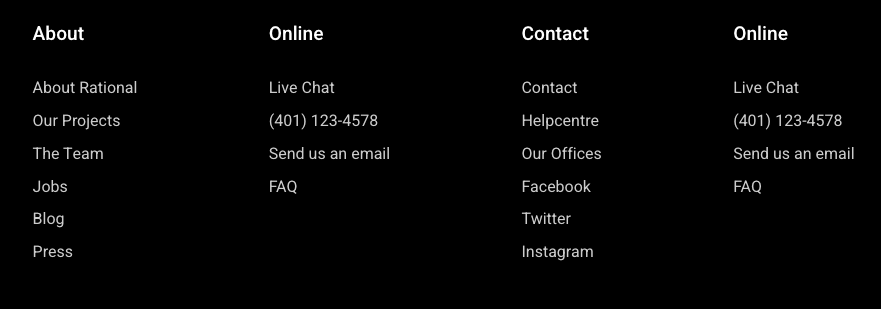 About
About Rational
Our Projects
The Team
Jobs
Blog
Press
Online
Live Chat
(401) 123-4578
Send us an email
FAQ
Contact
Contact
Helpcentre
Our Offices
Facebook
Twitter
Instagram
Online
Live Chat
(401) 123-4578
Send us an email
FAQ